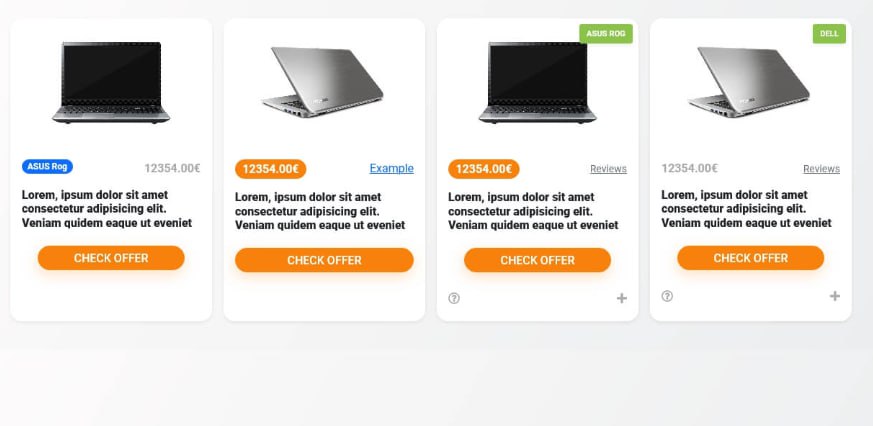 ASUS Rog
12354.00€
Lorem, ipsum dolor sit amet
consectetur adipisicing elit.
Veniam quidem eaque ut eveniet
CHECK OFFER
12354.00€
Example
Lorem, ipsum dolor sit amet
consectetur adipisicing elit.
Veniam quidem eaque ut eveniet
CHECK OFFER
ASUS ROG
12354.00€
Reviews
Lorem, ipsum dolor sit amet
consectetur adipisicing elit.
Veniam quidem eaque ut eveniet
CHECK OFFER
DELL
12354.00€
Reviews
Lorem, ipsum dolor sit amet
consectetur adipisicing elit.
Veniam quidem eaque ut eveniet
CHECK OFFER